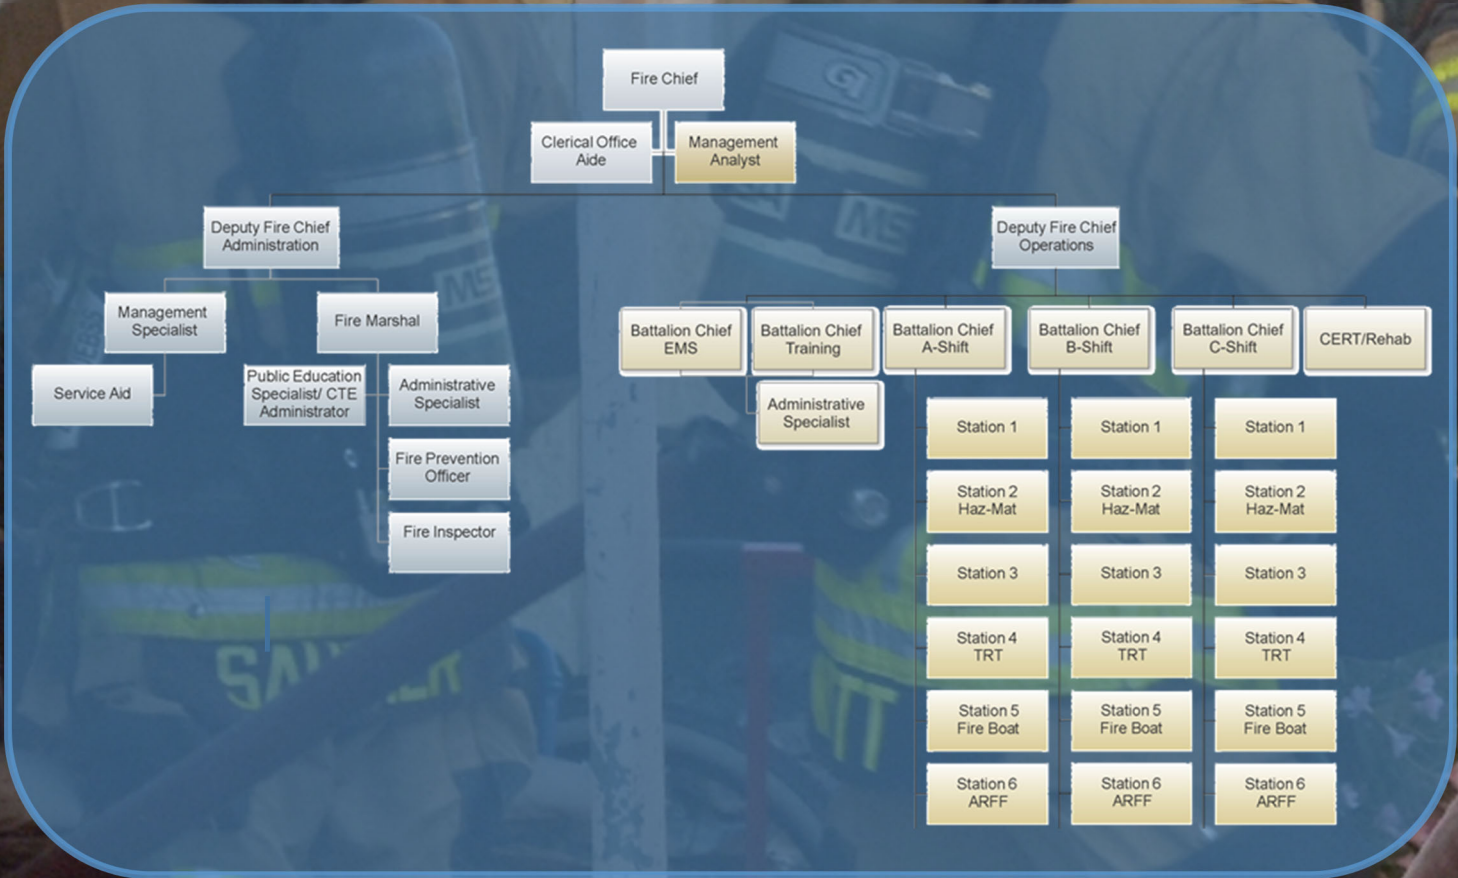 Fire Chief
Clerical Office
Aide
Management
Analyst
Deputy Fire Chief
Administration
Deputy Fire Chief
Operations
Management
Specialist
Fire Marshal
Service Aid
Public Education
Specialist/ CTE
Administrator
Administrative
Specialist
Fire Prevention
Officer
Fire Inspector
Battalion Chief
EMS
Battalion Chief
Training
Battalion Chief
A-Shift
Battalion Chief
B-Shift
Battalion Chief
C-Shift
CERT/Rehab
Administrative
Specialist
Station 1
Station 2
Haz-Mat
Station 3
Station 4
TRT
Station 5
Fire Boat
Station 6
ARFF
Station 1
Station 2
Haz-Mat
Station 3
Station 4
TRT
Station 5
Fire Boat
Station 6
ARFF
Station 1
Station 2
Haz-Mat
Station 3
Station 4
TRT
Station 5
Fire Boat
Station 6
ARFF
MS
MS